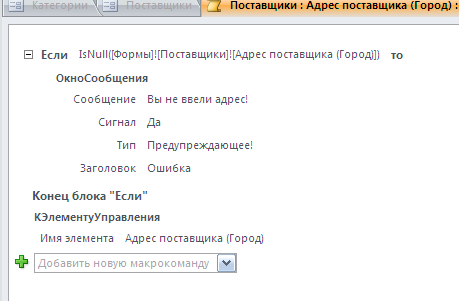 Категории Поставщики Поставщики : Адрес поставщика (Город) :
Если IsNull([Формы]![Поставщики]![Адрес поставщика (Город)]) то
ОкноСообщения
Сообщение Вы не ввели адрес!
Сигнал Да
Тип Предупреждающее!
Заголовок Ошибка
Конец блока "Если"
КЭлементуУправления
Имя элемента Адрес поставщика (Город)
Добавить новую макрокоманду